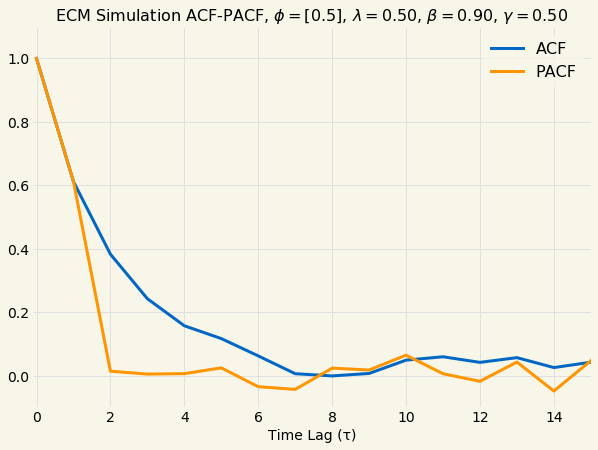 ECM Simulation ACF-PACF, ϕ = [0.5], λ = 0.50, β = 0.90, γ = 0.50
ACF
PACF
1.0
0.8
0.6
0.4
0.2
0.0
0 2 4 6 8 10 12 14
Time Lag (τ)